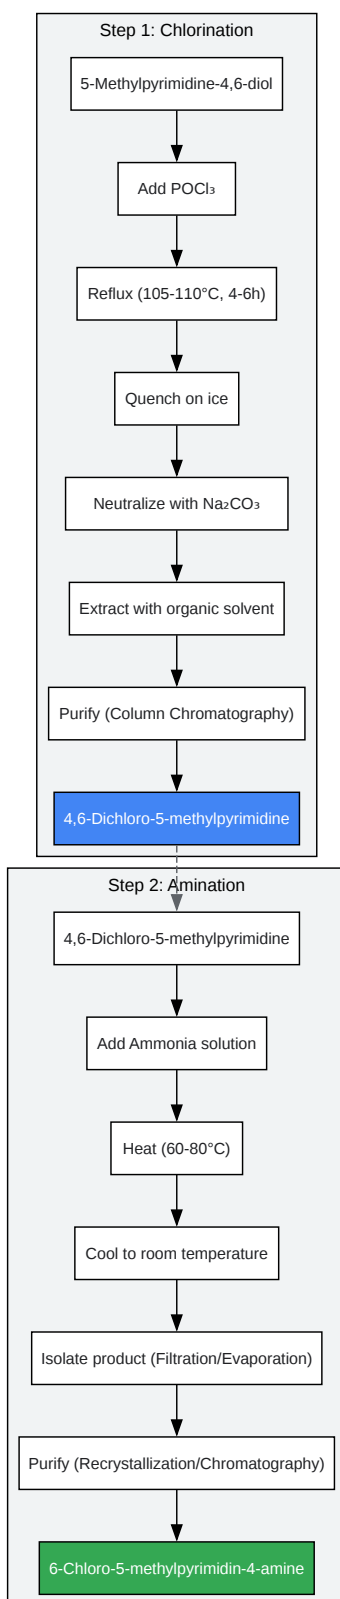 Step 1: Chlorination
5-Methylpyrimidine-4,6-diol
Add POCl₃
Reflux (105-110°C, 4-6h)
Quench on ice
Neutralize with Na₂CO₃
Extract with organic solvent
Purify (Column Chromatography)
4,6-Dichloro-5-methylpyrimidine
Step 2: Amination
4,6-Dichloro-5-methylpyrimidine
Add Ammonia solution
Heat (60-80°C)
Cool to room temperature
Isolate product (Filtration/Evaporation)
Purify (Recrystallization/Chromatography)
6-Chloro-5-methylpyrimidin-4-amine